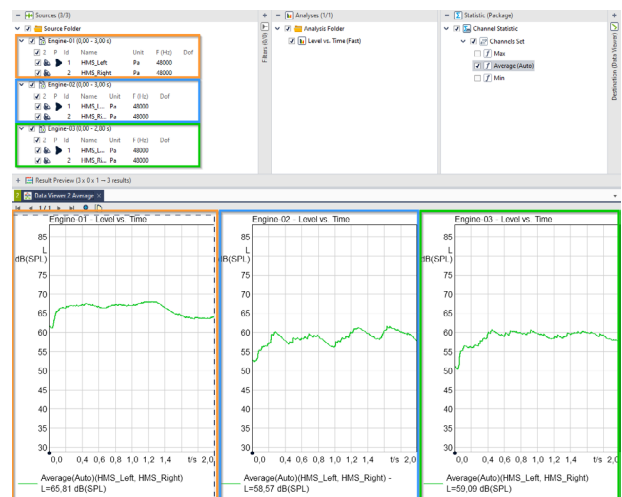 Sources (3/3)
Source Folder
Engine-01 (0,00 - 3,00 s)
2 P Id Name Unit F (Hz) Dof
1 HMS_Left Pa 48000
2 HMS_Right Pa 48000
Engine-02 (0,00 - 3,00 s)
2 P Id Name Unit F (Hz) Dof
1 HMS_L... Pa 48000
2 HMS_Ri... Pa 48000
Engine-03 (0,00 - 2,80 s)
2 P Id Name Unit F (Hz) Dof
1 HMS_L... Pa 48000
2 HMS_Ri... Pa 48000
Filters (0/0)
Analyses (1/1)
Analysis Folder
Level vs. Time (Fast)
Statistic (Package)
Channel Statistic
Channels Set
Max
Average (Auto)
Min
Destination (Data Viewer)
Result Preview (3 x 0 x 1 → 3 results)
2 Data Viewer 2 Average
1 / 1
Engine-01 - Level vs. Time
85
L
dB(SPL)
75
70
65
60
55
50
45
40
35
30
0,0 0,4 0,6 0,8 1,0 1,2 1,4 t/s 2,0
Average(Auto)(HMS_Left, HMS_Right)
L=65,81 dB(SPL)
Engine-02 - Level vs. Time
85
L
dB(SPL)
75
70
65
60
55
50
45
40
35
30
0,0 0,4 0,6 0,8 1,0 1,2 1,4 t/s 2,0
Average(Auto)(HMS_Left, HMS_Right) -
L=58,57 dB(SPL)
Engine-03 - Level vs. Time
85
L
dB(SPL)
75
70
65
60
55
50
45
40
35
30
0,0 0,4 0,6 0,8 1,0 1,2 1,4 t/s 2,0
Average(Auto)(HMS_Left, HMS_Right)
L=59,09 dB(SPL)